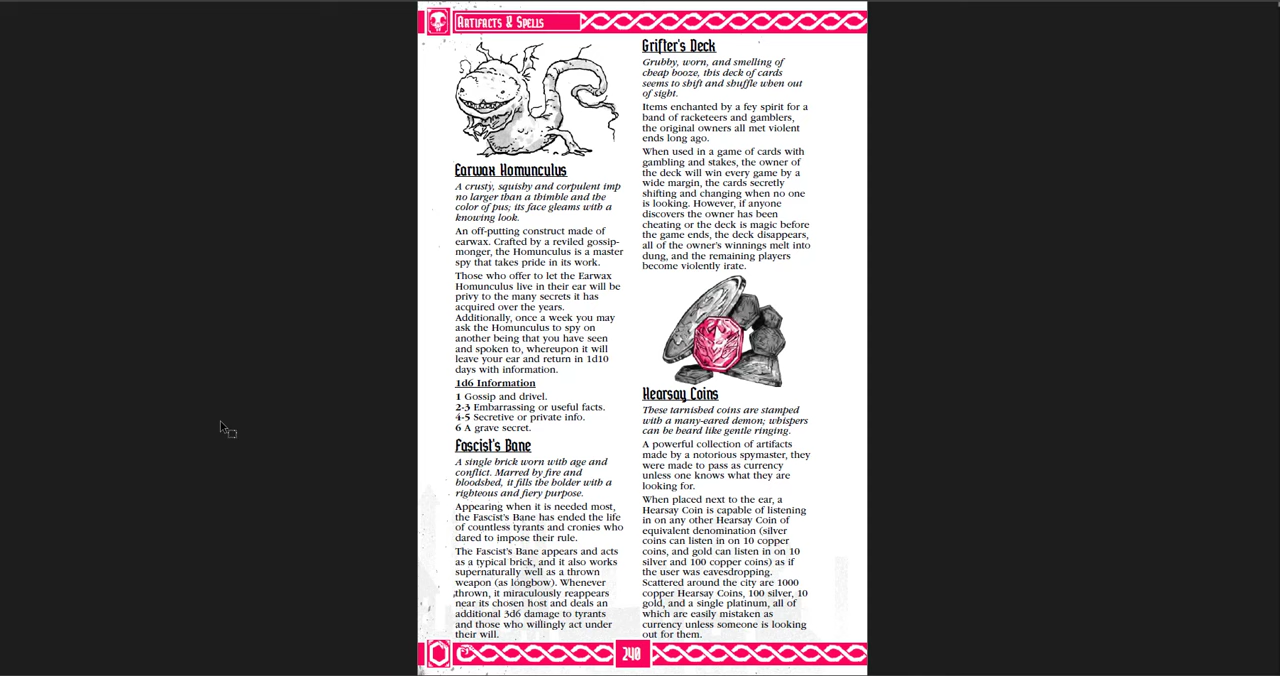 Artifacts & Spells
Earwax Homunculus
A crusty, squishy and corpulent imp
no larger than a thimble and the
color of pus; its face gleams with a
knowing look.
An off-putting construct made of
earwax. Crafted by a reviled gossip-
monger, the Homunculus is a master
spy that takes pride in its work.
Those who offer to let the Earwax
Homunculus live in their ear will be
privy to the many secrets it has
acquired over the years.
Additionally, once a week you may
ask the Homunculus to spy on
another being that you have seen
and spoken to, whereupon it will
leave your ear and return in 1d10
days with information.
1d6 Information
1 Gossip and drivel.
2-3 Embarrassing or useful facts.
4-5 Secretive or private info.
6 A grave secret.
Fascist's Bane
A single brick worn with age and
conflict. Marred by fire and
bloodshed, it fills the holder with a
righteous and fiery purpose.
Appearing when it is needed most,
the Fascist's Bane has ended the life
of countless tyrants and cronies who
dared to impose their rule.
The Fascist's Bane appears and acts
as a typical brick, and it also works
supernaturally well as a thrown
weapon (as longbow). Whenever
thrown, it miraculously reappears
near its chosen host and deals an
additional 3d6 damage to tyrants
and those who willingly act under
their will.
Grifter's Deck
Grubby, worn, and smelling of
cheap booze, this deck of cards
seems to shift and shuffle when out
of sight.
Items enchanted by a fey spirit for a
band of racketeers and gamblers,
the original owners all met violent
ends long ago.
When used in a game of cards with
gambling and stakes, the owner of
the deck will win every game by a
wide margin, the cards secretly
shifting and changing when no one
is looking. However, if anyone
discovers the owner has been
cheating or the deck is magic before
the game ends, the deck disappears,
all of the owner's winnings melt into
dung, and the remaining players
become violently irate.
Hearsay Coins
These tarnished coins are stamped
with a many-eared demon; whispers
can be heard like gentle ringing.
A powerful collection of artifacts
made by a notorious spymaster, they
were made to pass as currency
unless one knows what they are
looking for.
When placed next to the ear, a
Hearsay Coin is capable of listening
in on any other Hearsay Coin of
equivalent denomination (silver
coins can listen in on 10 copper
coins, and gold can listen in on 10
silver and 100 copper coins) as if
the user was eavesdropping.
Scattered around the city are 1000
copper Hearsay Coins, 100 silver, 10
gold, and a single platinum, all of
which are easily mistaken as
currency unless someone is looking
out for them.
240